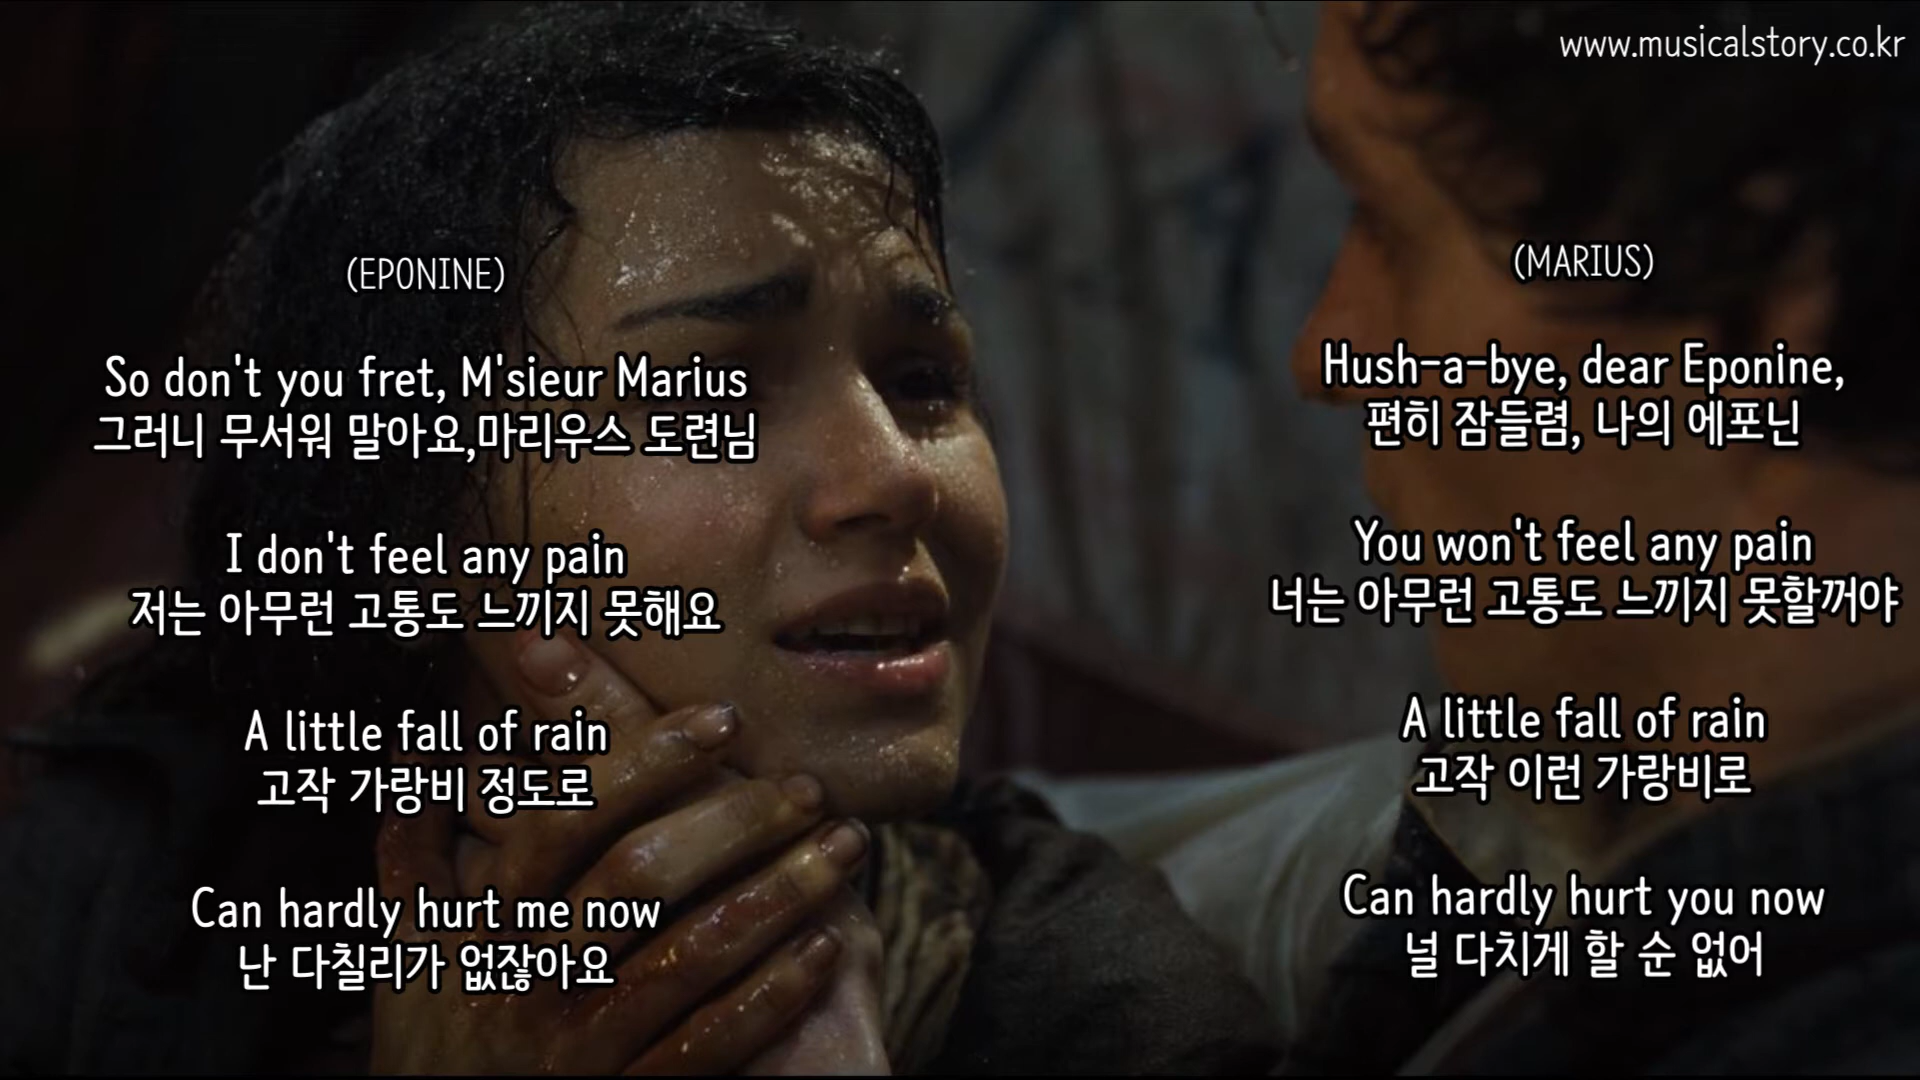 www.musicalstory.co.kr
(EPONINE)
So don't you fret, M'sieur Marius
그러니 무서워 말아요,마리우스 도련님
I don't feel any pain
저는 아무런 고통도 느끼지 못해요
A little fall of rain
고작 가랑비 정도로
Can hardly hurt me now
난 다칠리가 없잖아요
(MARIUS)
Hush-a-bye, dear Eponine,
편히 잠들렴, 나의 에포닌
You won't feel any pain
너는 아무런 고통도 느끼지 못할꺼야
A little fall of rain
고작 이런 가랑비로
Can hardly hurt you now
널 다치게 할 순 없어